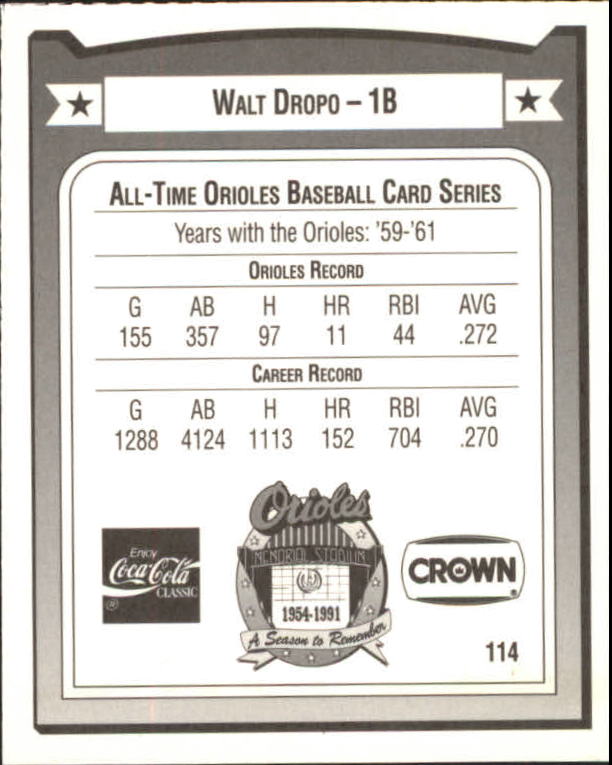 WALT DROPO – 1B
ALL-TIME ORIOLES BASEBALL CARD SERIES
Years with the Orioles: '59-'61
ORIOLES RECORD
G AB H HR RBI AVG
155 357 97 11 44 .272
CAREER RECORD
G AB H HR RBI AVG
1288 4124 1113 152 704 .270
Orioles
MEMORIAL STADIUM
1954-1991
A Season to Remember
Enjoy
Coca-Cola
CLASSIC
®
CROWN
®
114